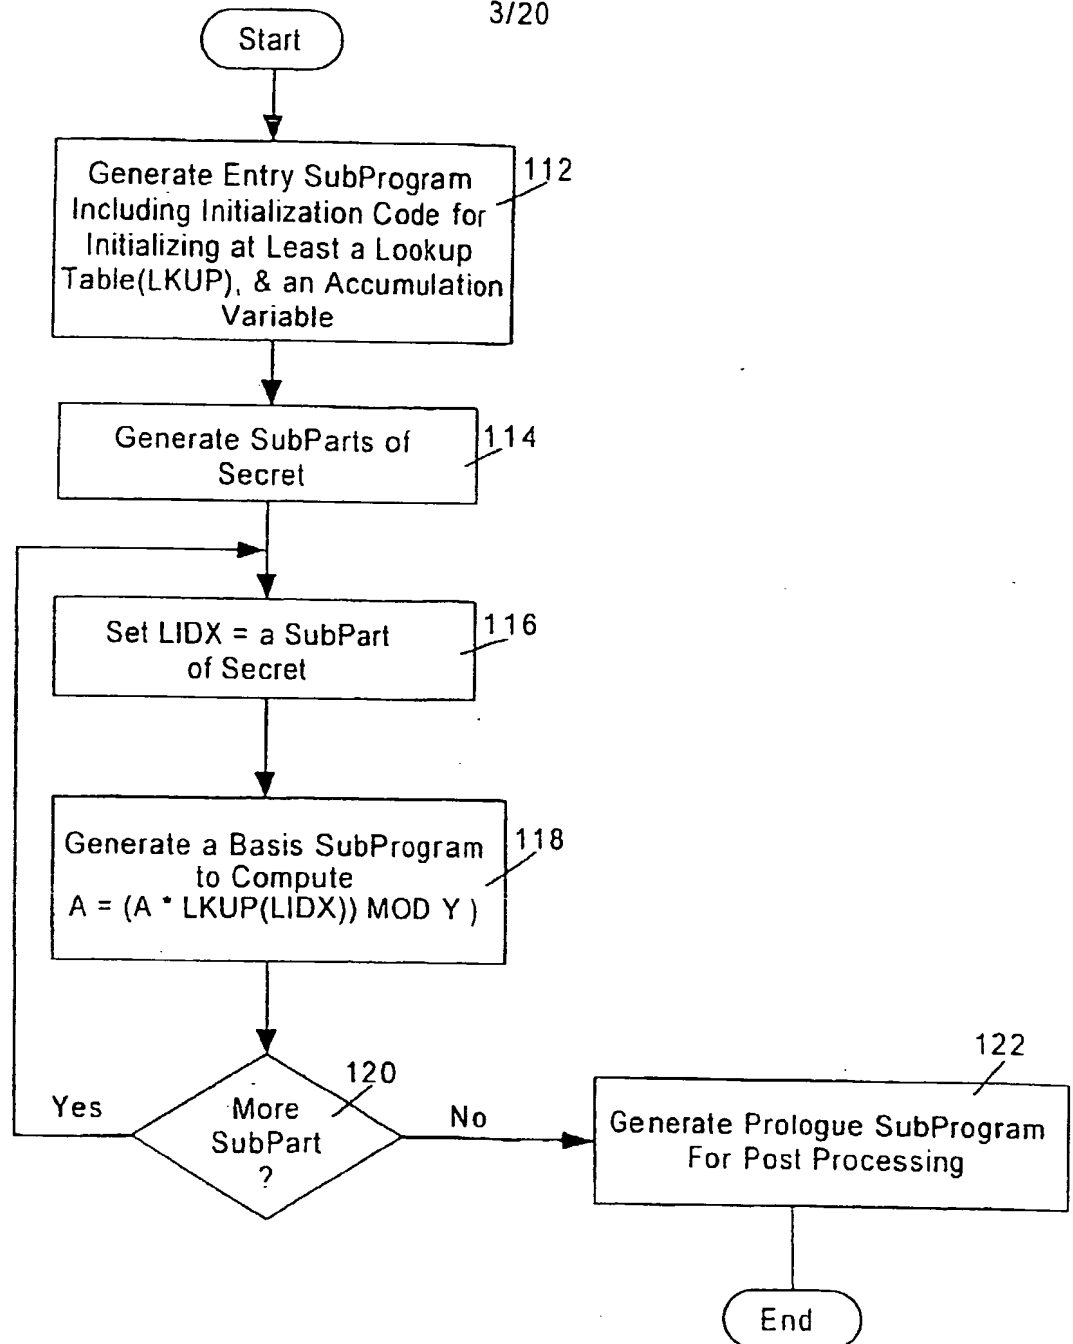 3/20
Start
112
Generate Entry SubProgram
Including Initialization Code for
Initializing at Least a Lookup
Table(LKUP), & an Accumulation
Variable
114
Generate SubParts of
Secret
116
Set LIDX = a SubPart
of Secret
118
Generate a Basis SubProgram
to Compute
A = (A * LKUP(LIDX)) MOD Y )
120
More
SubPart
?
Yes
No
122
Generate Prologue SubProgram
For Post Processing
End